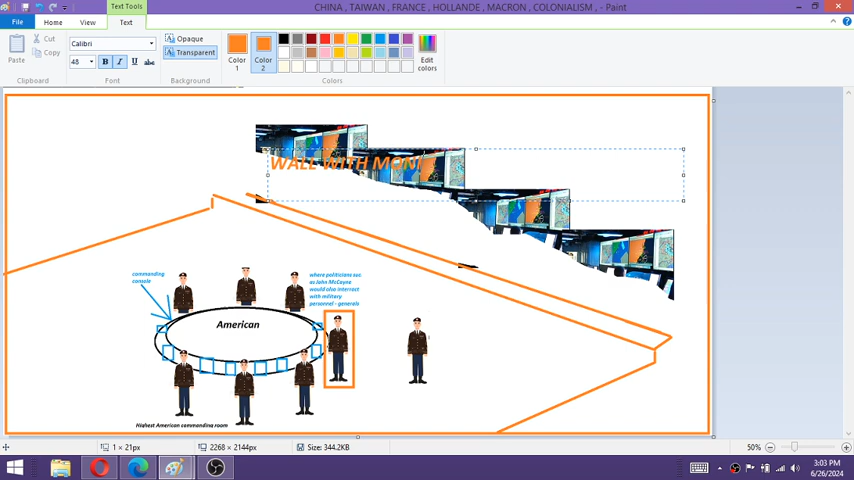 Text Tools
CHINA , TAIWAN , FRANCE , HOLLANDE , MACRON , COLONIALISM , - Paint
File
Home
View
Text
Paste
Cut
Copy
Clipboard
Calibri
48
B I U abc
Font
Opaque
Transparent
Background
Color 1
Color 2
Edit colors
Colors
WALL WITH MONI
commanding
console
where politicians suc
as Jahn McCayne
would also interract
with military
personnel - generals
American
Highest American commanding room
1 × 21px
2268 × 2144px
Size: 344.2KB
50%
3:03 PM
6/26/2024